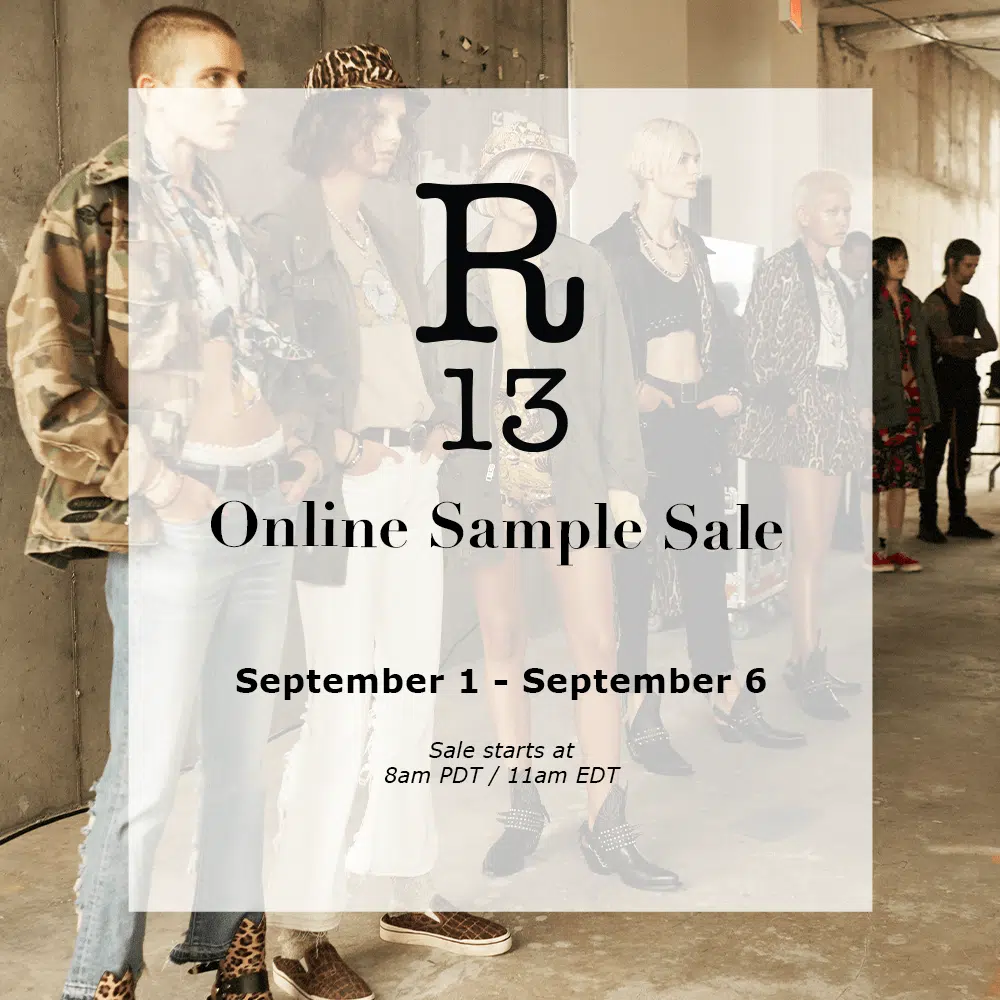 R
13
Online Sample Sale
September 1 - September 6
Sale starts at
8am PDT / 11am EDT